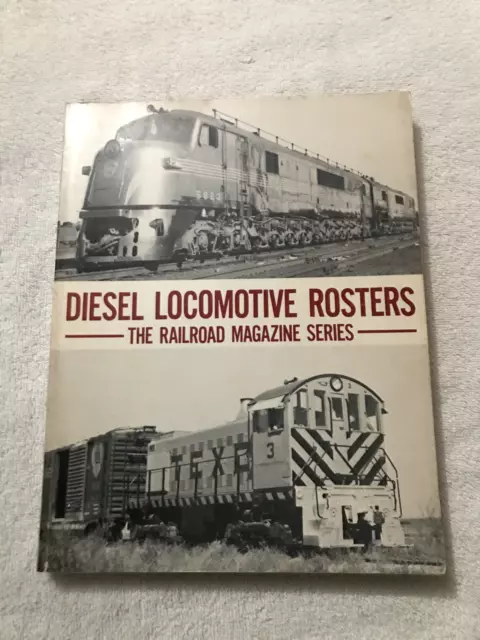 DIESEL LOCOMOTIVE ROSTERS
THE RAILROAD MAGAZINE SERIES
3